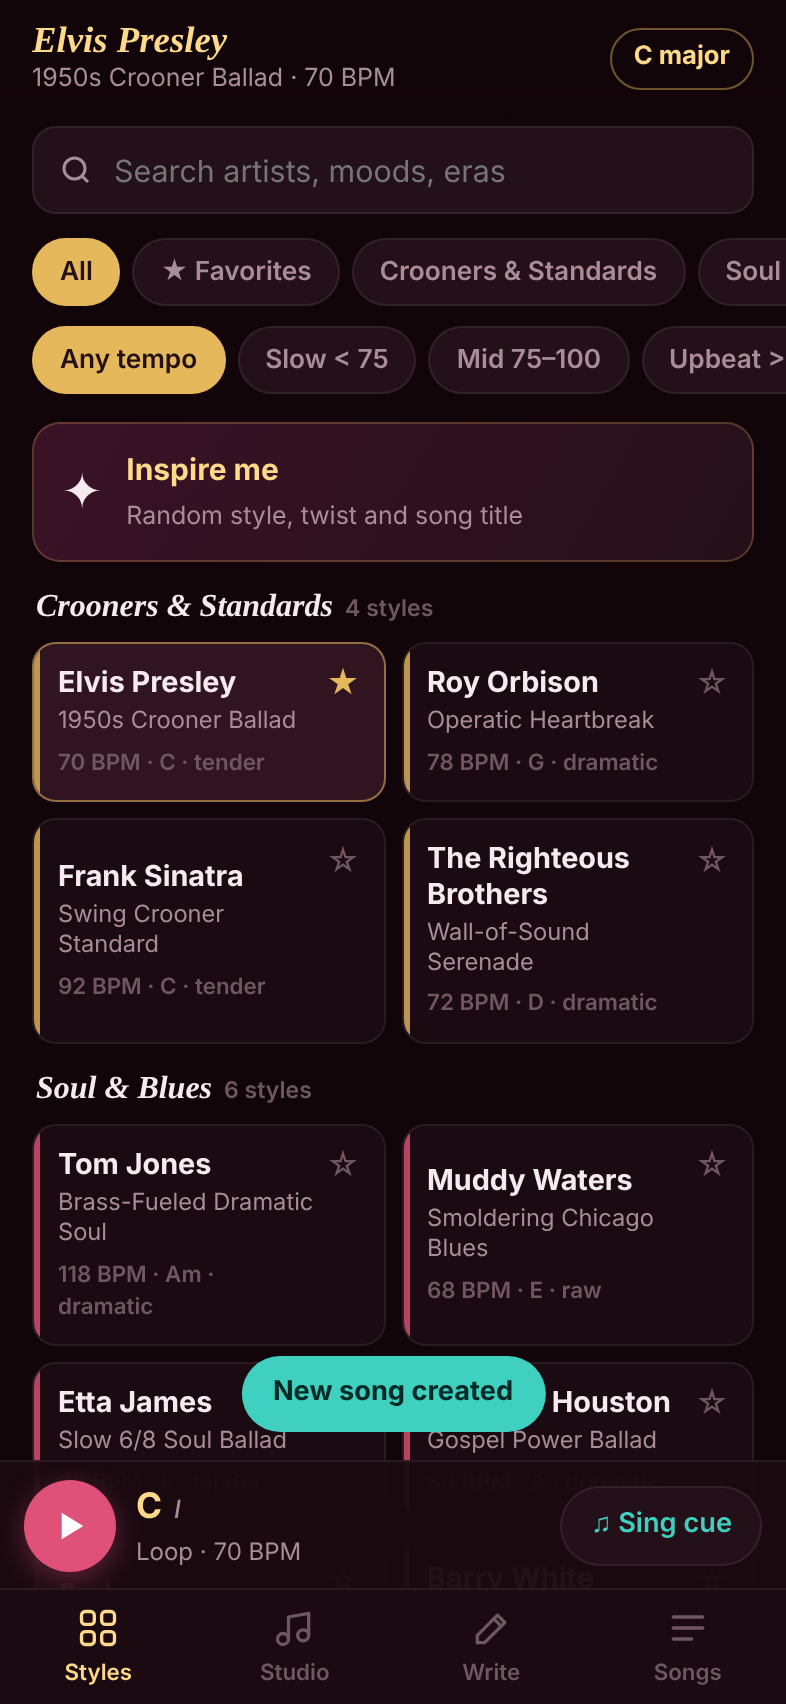 Elvis Presley
1950s Crooner Ballad · 70 BPM
C major
Search artists, moods, eras
All
★ Favorites
Crooners & Standards
Soul
Any tempo
Slow < 75
Mid 75–100
Upbeat >
Inspire me
Random style, twist and song title
Crooners & Standards 4 styles
Elvis Presley
1950s Crooner Ballad
70 BPM · C · tender
Roy Orbison
Operatic Heartbreak
78 BPM · G · dramatic
Frank Sinatra
Swing Crooner
Standard
92 BPM · C · tender
The Righteous
Brothers
Wall-of-Sound
Serenade
72 BPM · D · dramatic
Soul & Blues 6 styles
Tom Jones
Brass-Fueled Dramatic
Soul
118 BPM · Am ·
dramatic
Muddy Waters
Smoldering Chicago
Blues
68 BPM · E · raw
Etta James
Slow 6/8 Soul Ballad
New song created
Houston
Gospel Power Ballad
64 BPM · A · dramatic
C I
Loop · 70 BPM
♫ Sing cue
Barry White
Styles
Studio
Write
Songs